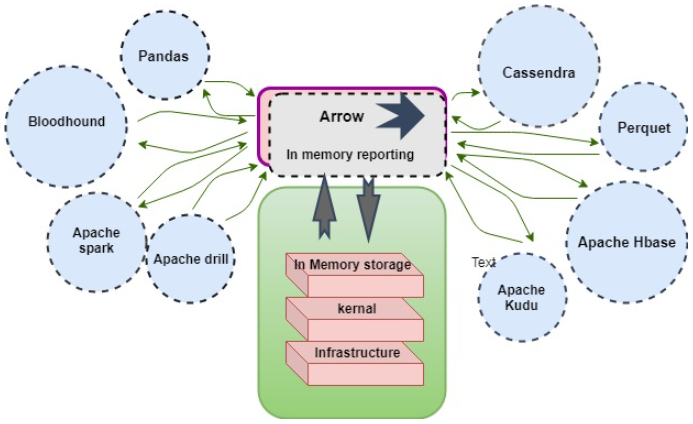 Pandas
Bloodhound
Apache
spark
Apache drill
Arrow
In memory reporting
Cassendra
Perquet
Apache Hbase
Text
Apache
Kudu
In Memory storage
kernal
Infrastructure